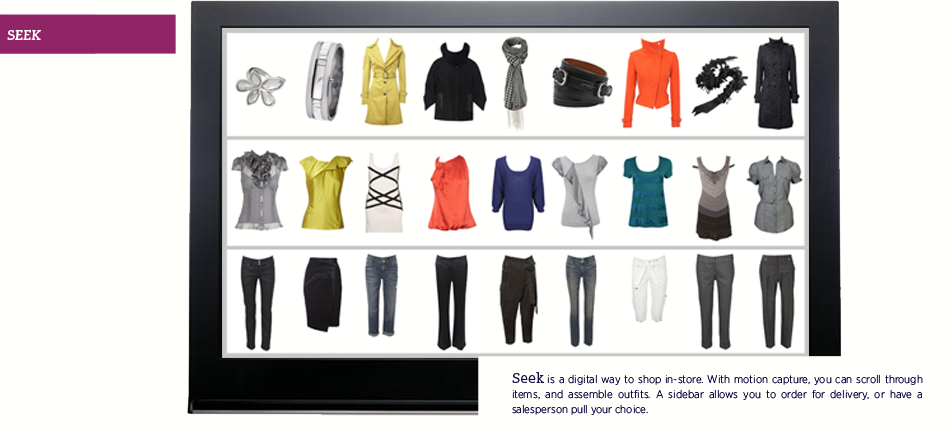 SEEK
Seek is a digital way to shop in-store. With motion capture, you can scroll through
items, and assemble outfits. A sidebar allows you to order for delivery, or have a
salesperson pull your choice.